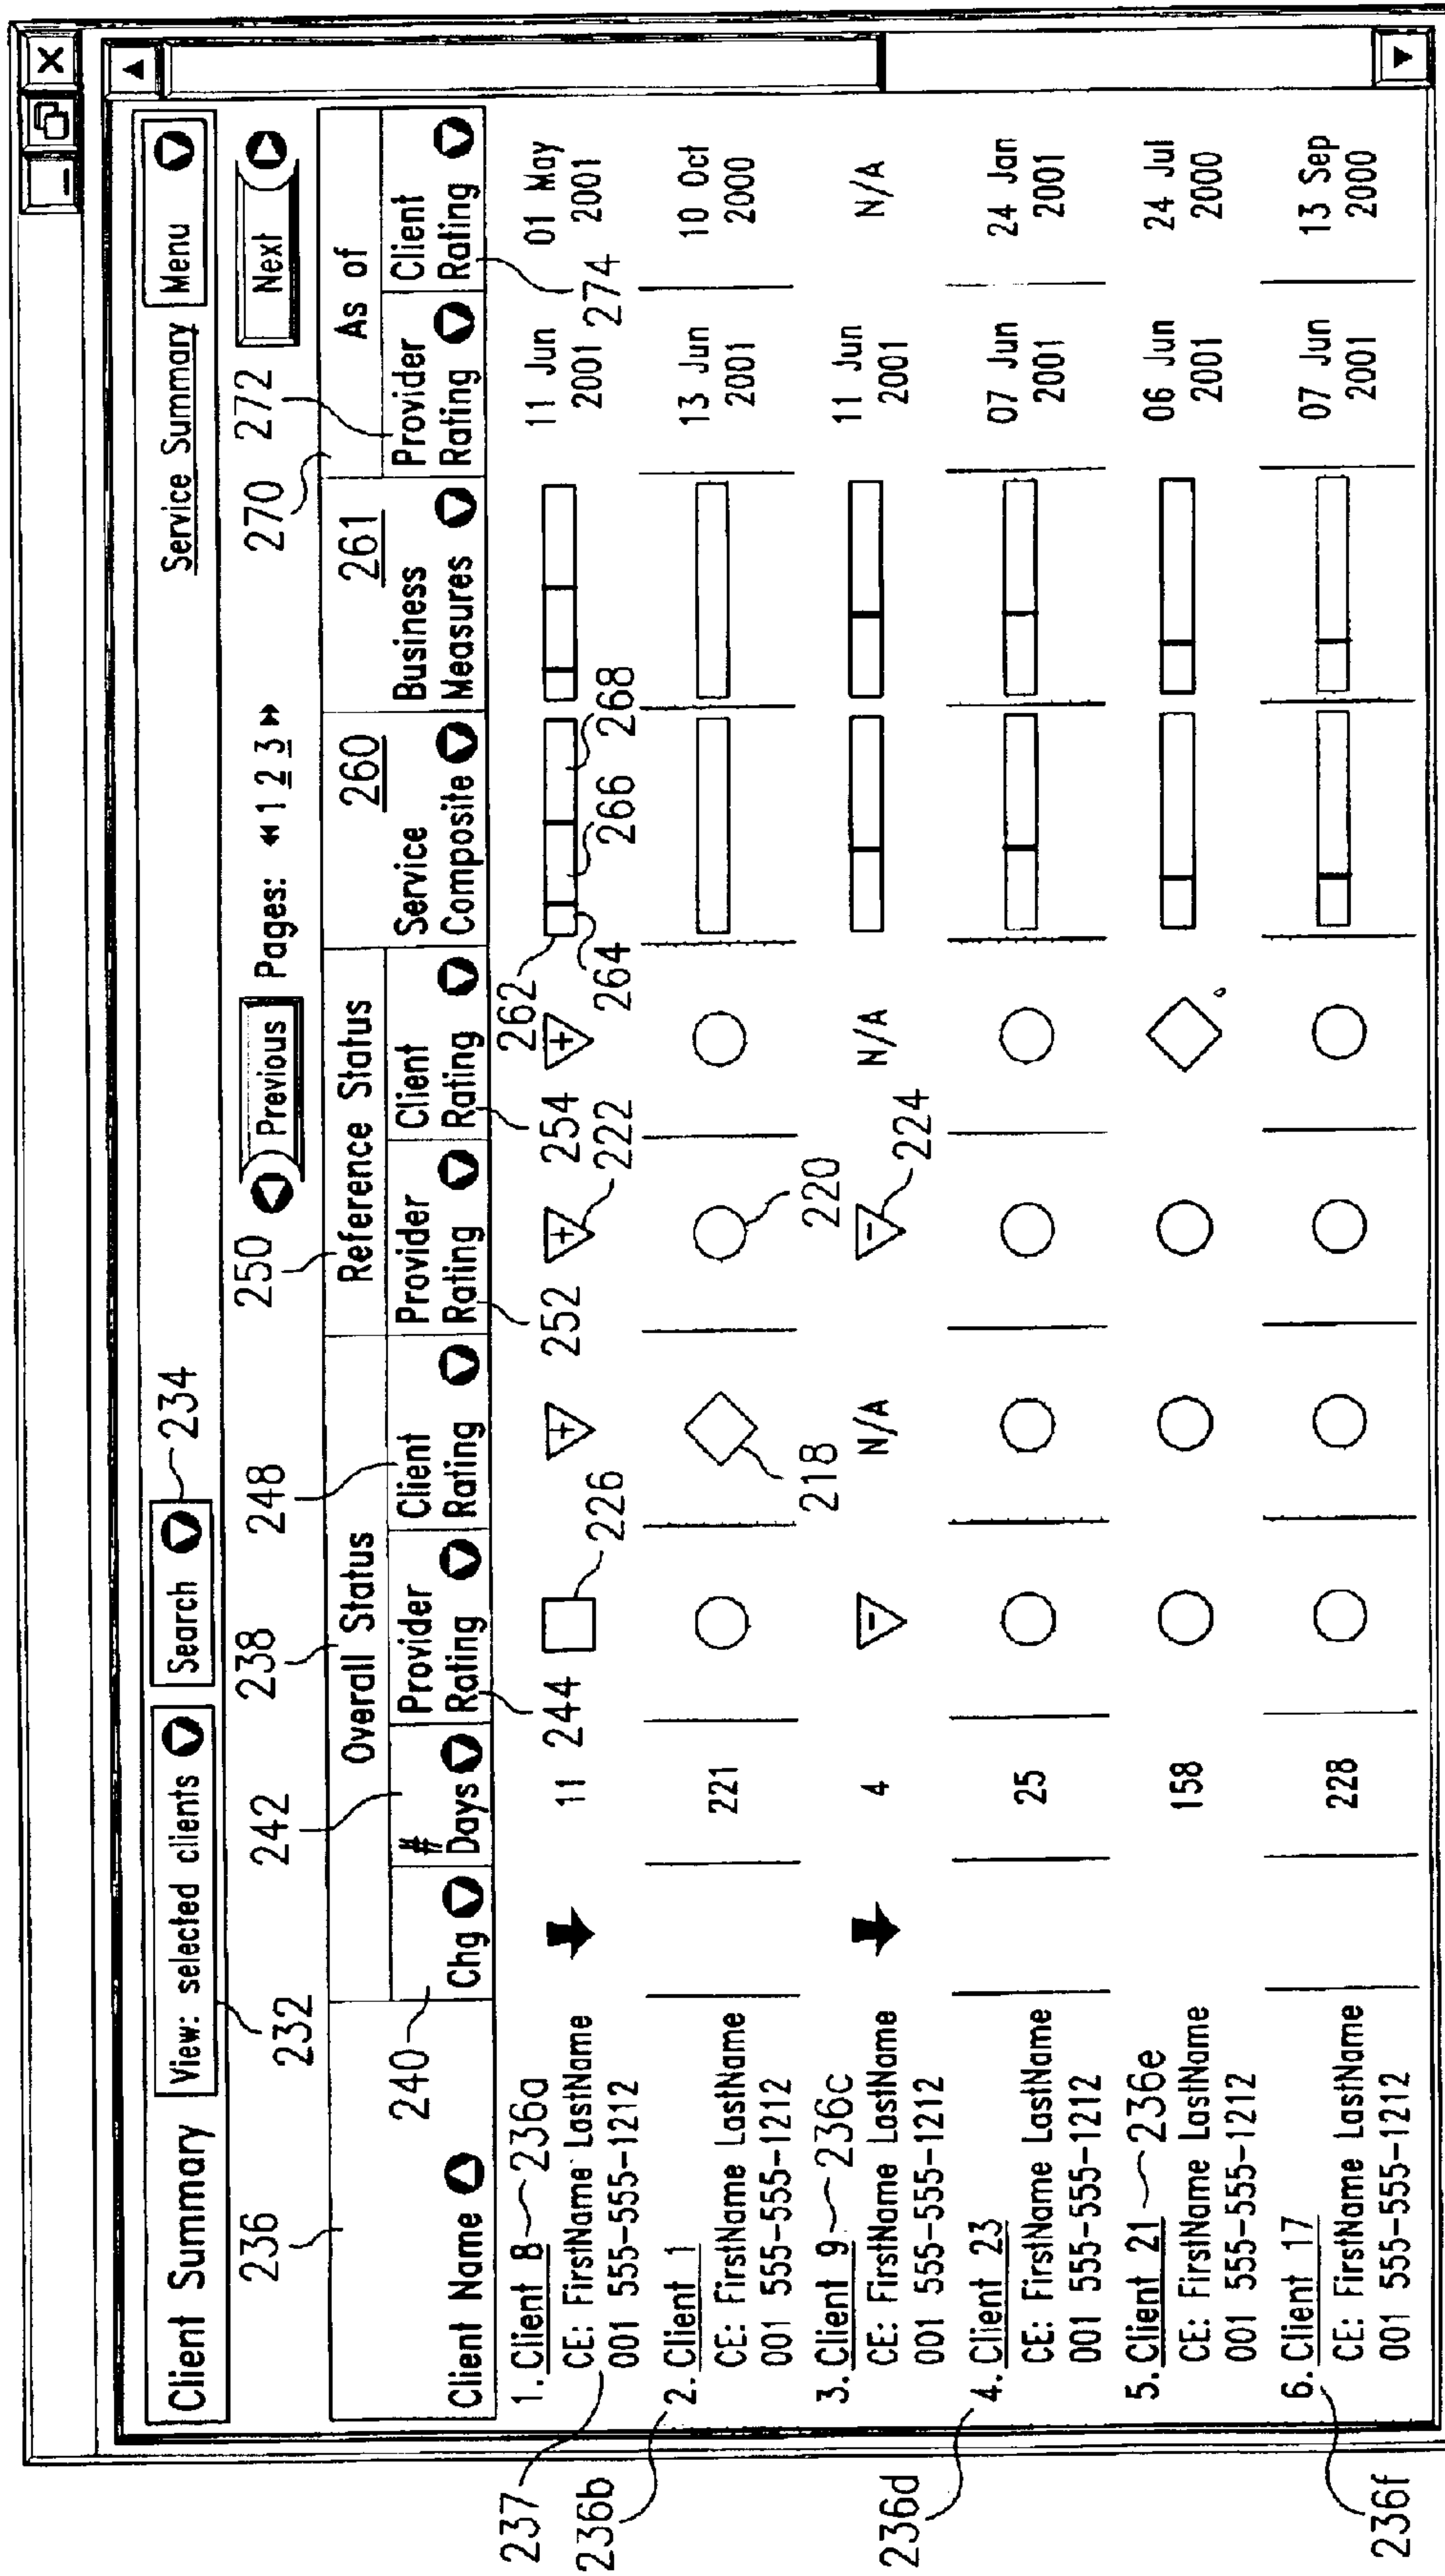 Client Summary View: selected clients Search 234 Service Summary Menu
232
Previous Pages: 1 2 3 Next
236 242 238 248 250 270 272
Overall Status Reference Status 260 261 As of
Client Name Chg # Days Provider Rating Client Rating Provider Rating Client Rating Service Composite Business Measures Provider Rating Client Rating
240 244 226 252 254 222 262 264 266 268 274
237
1. Client 8 236a 11 11 Jun 2001 01 May 2001
CE: FirstName LastName
001 555-555-1212
236b
2. Client 1 221 13 Jun 2001 10 Oct 2000
CE: FirstName LastName
001 555-555-1212
218 220
3. Client 9 236c 4 N/A N/A 11 Jun 2001 N/A
CE: FirstName LastName
001 555-555-1212
224
236d
4. Client 23 25 07 Jun 2001 24 Jan 2001
CE: FirstName LastName
001 555-555-1212
5. Client 21 236e 158 06 Jun 2001 24 Jul 2000
CE: FirstName LastName
001 555-555-1212
6. Client 17 228 07 Jun 2001 13 Sep 2000
CE: FirstName LastName
001 555-555-1212
236f